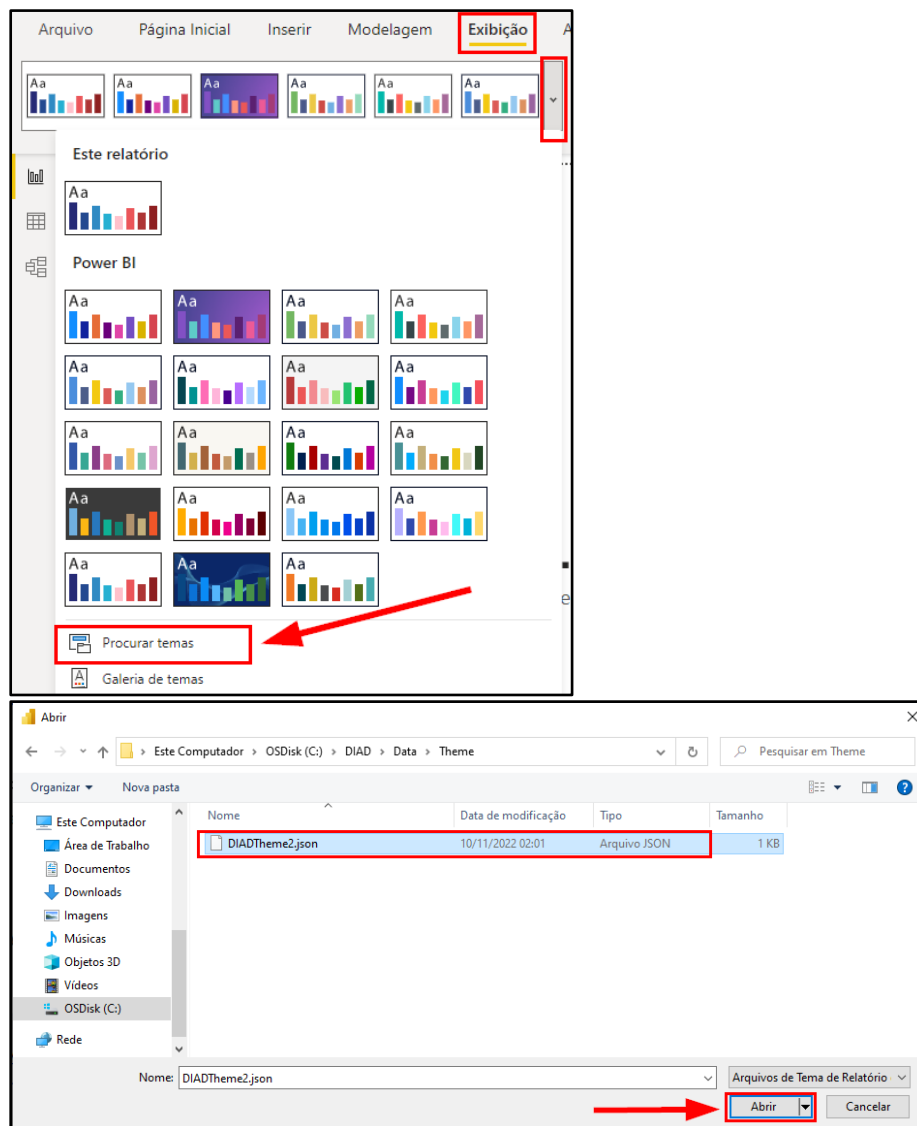 Arquivo Página Inicial Inserir Modelagem Exibição A
Aa Aa Aa Aa Aa Aa
Este relatório
Aa
Power BI
Aa Aa Aa Aa
Aa Aa Aa Aa
Aa Aa Aa Aa
Aa Aa Aa Aa
Aa Aa Aa
e
Procurar temas
Galeria de temas
Abrir
Este Computador > OSDisk (C:) > DIAD > Data > Theme
Pesquisar em Theme
Organizar Nova pasta
Nome Data de modificação Tipo Tamanho
DIADTheme2.json 10/11/2022 02:01 Arquivo JSON 1 KB
Este Computador
Área de Trabalho
Documentos
Downloads
Imagens
Músicas
Objetos 3D
Vídeos
OSDisk (C:)
Rede
Nome: DIADTheme2.json
Arquivos de Tema de Relatório
Abrir Cancelar